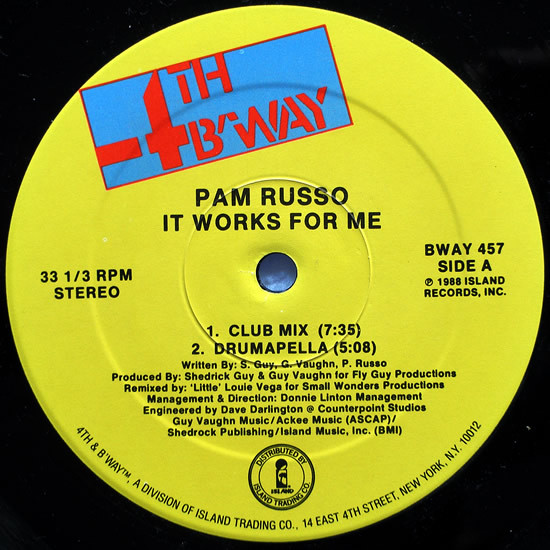 4TH
B'WAY
PAM RUSSO
IT WORKS FOR ME
33 1/3 RPM
STEREO
BWAY 457
SIDE A
℗ 1988 ISLAND
RECORDS, INC.
1. CLUB MIX (7:35)
2. DRUMAPELLA (5:08)
Written By: S. Guy, G. Vaughn, P. Russo
Produced By: Shedrick Guy & Guy Vaughn for Fly Guy Productions
Remixed by: 'Little' Louie Vega for Small Wonders Productions
Management & Direction: Donnie Linton Management
Engineered by Dave Darlington @ Counterpoint Studios
Guy Vaughn Music/Ackee Music (ASCAP)/
Shedrock Publishing/Island Music, Inc. (BMI)
DISTRIBUTED BY
ISLAND
ISLAND TRADING CO.
4TH & B'WAY™, A DIVISION OF ISLAND TRADING CO., 14 EAST 4TH STREET, NEW YORK, N.Y. 10012